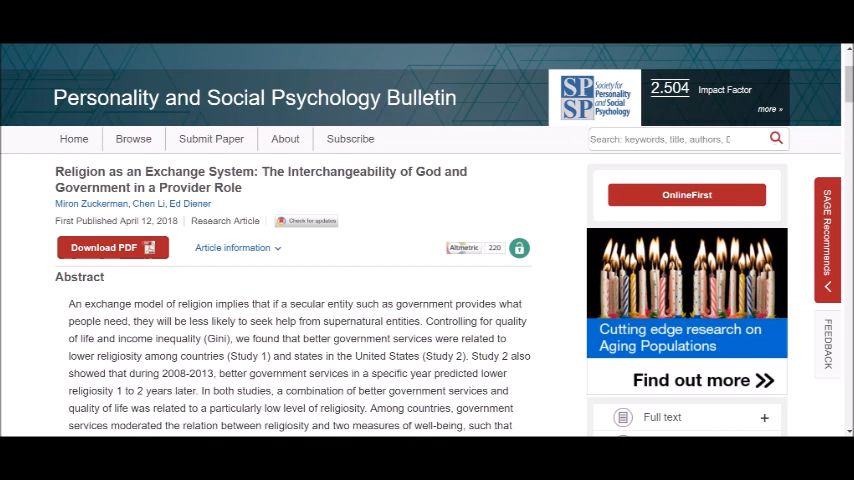 Personality and Social Psychology Bulletin
SP
SP
Society for
Personality
and Social
Psychology
2.504 Impact Factor
more »
Home Browse Submit Paper About Subscribe
Search: keywords, title, authors, D
Religion as an Exchange System: The Interchangeability of God and
Government in a Provider Role
Miron Zuckerman, Chen Li, Ed Diener
First Published April 12, 2018 Research Article Check for updates
Download PDF Article information
Altmetric 220
Abstract
An exchange model of religion implies that if a secular entity such as government provides what
people need, they will be less likely to seek help from supernatural entities. Controlling for quality
of life and income inequality (Gini), we found that better government services were related to
lower religiosity among countries (Study 1) and states in the United States (Study 2). Study 2 also
showed that during 2008-2013, better government services in a specific year predicted lower
religiosity 1 to 2 years later. In both studies, a combination of better government services and
quality of life was related to a particularly low level of religiosity. Among countries, government
services moderated the relation between religiosity and two measures of well-being, such that
OnlineFirst
Cutting edge research on
Aging Populations
Find out more >>
Full text +
SAGE Recommends
FEEDBACK